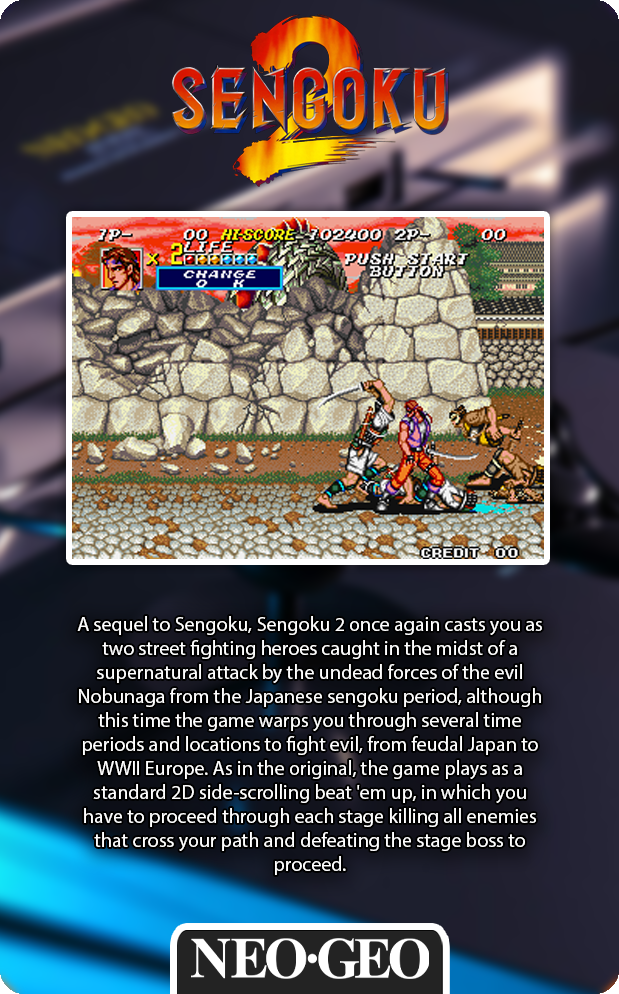 SENGOKU
2
1P- 00 HI-SCORE 102400 2P- 00
LIFE
× 2
PUSH START
BUTTON
CHANGE
O K
CREDIT 00
A sequel to Sengoku, Sengoku 2 once again casts you as
two street fighting heroes caught in the midst of a
supernatural attack by the undead forces of the evil
Nobunaga from the Japanese sengoku period, although
this time the game warps you through several time
periods and locations to fight evil, from feudal Japan to
WWII Europe. As in the original, the game plays as a
standard 2D side-scrolling beat 'em up, in which you
have to proceed through each stage killing all enemies
that cross your path and defeating the stage boss to
proceed.
NEO·GEO